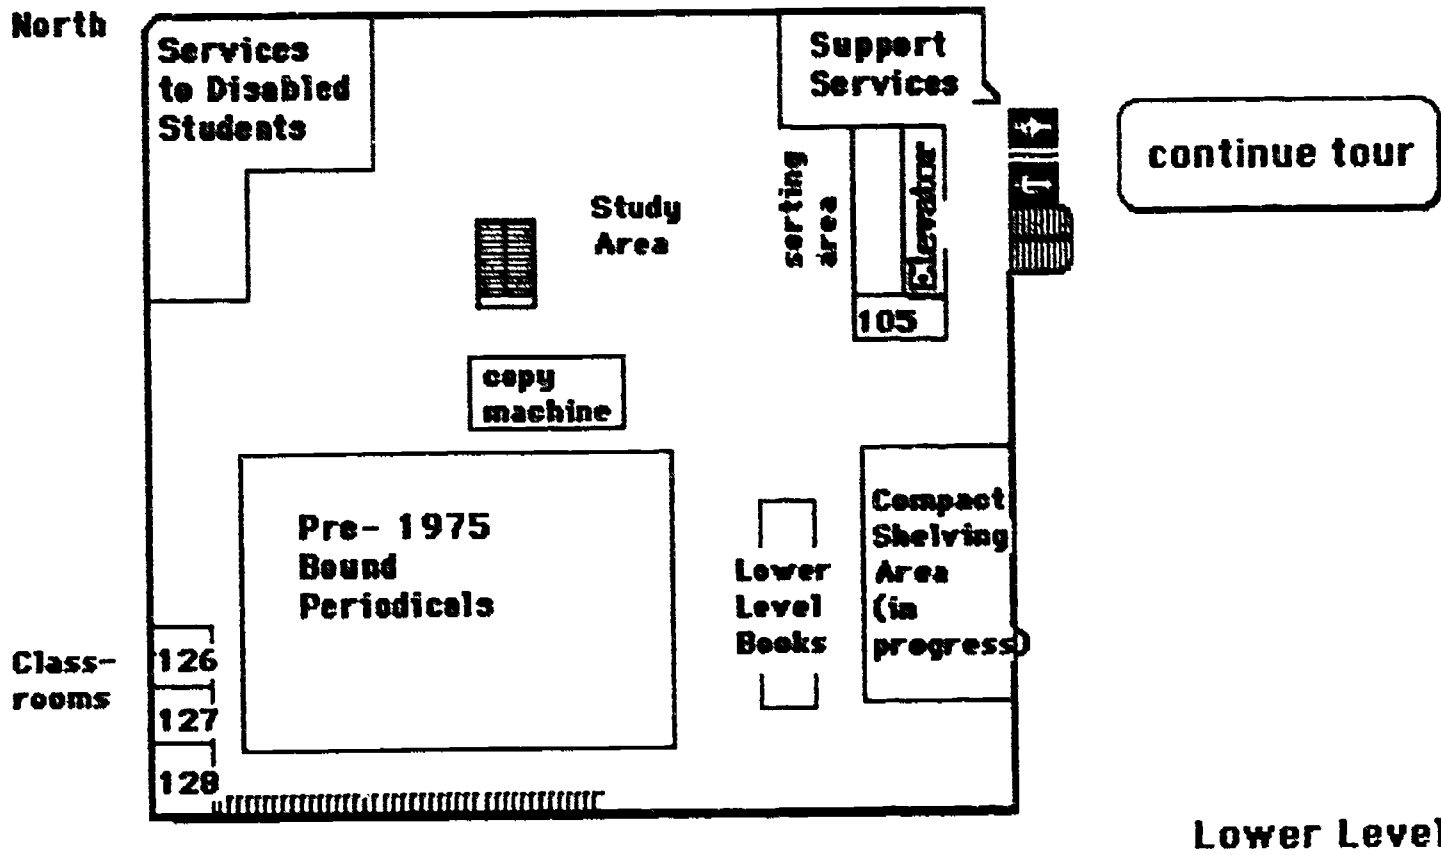 North
Services
to Disabled
Students
Support
Services
continue tour
Study
Area
sorting
area
Elevator
105
copy
machine
Pre- 1975
Bound
Periodicals
Lower
Level
Books
Compact
Shelving
Area
(in
progress)
Class-
rooms
126
127
128
Lower Level